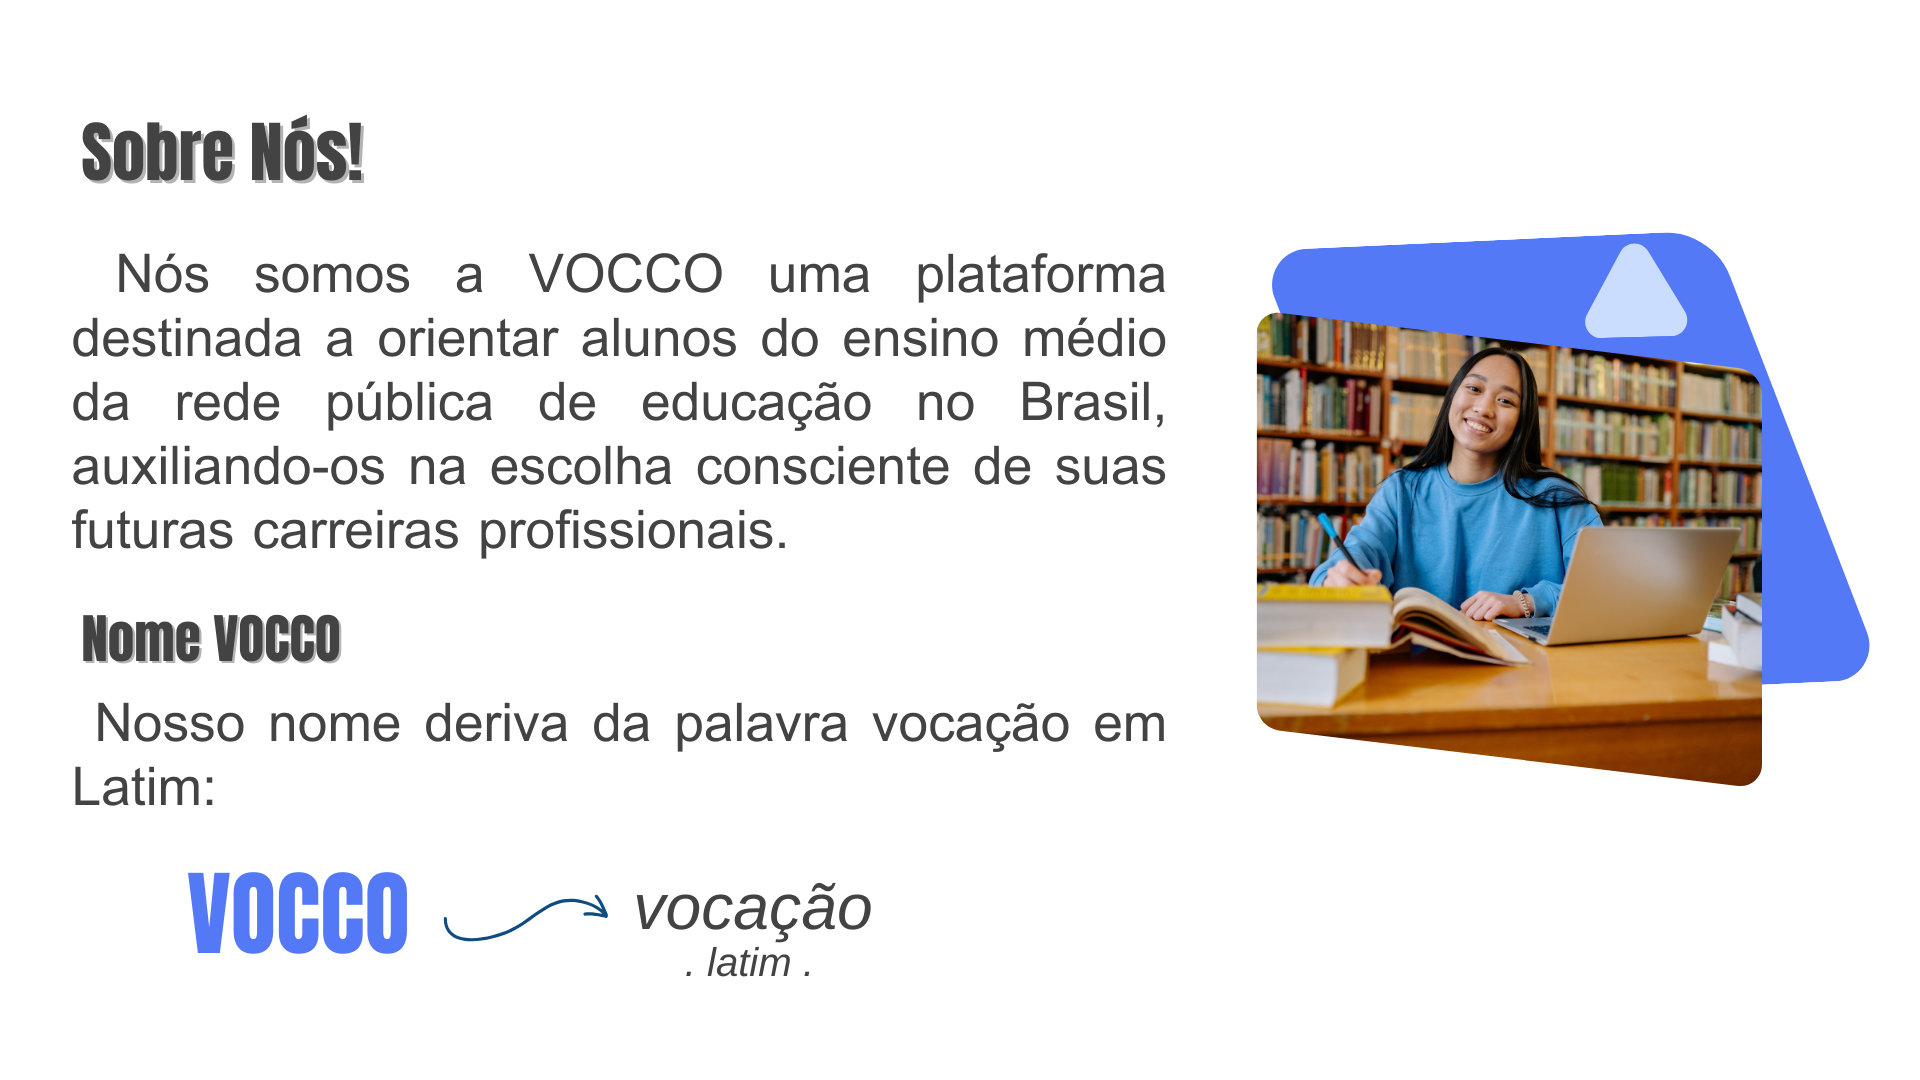 Sobre Nós!
Nós somos a VOCCO uma plataforma
destinada a orientar alunos do ensino médio
da rede pública de educação no Brasil,
auxiliando-os na escolha consciente de suas
futuras carreiras profissionais.
Nome VOCCO
Nosso nome deriva da palavra vocação em
Latim:
VOCCO
vocação
. latim .